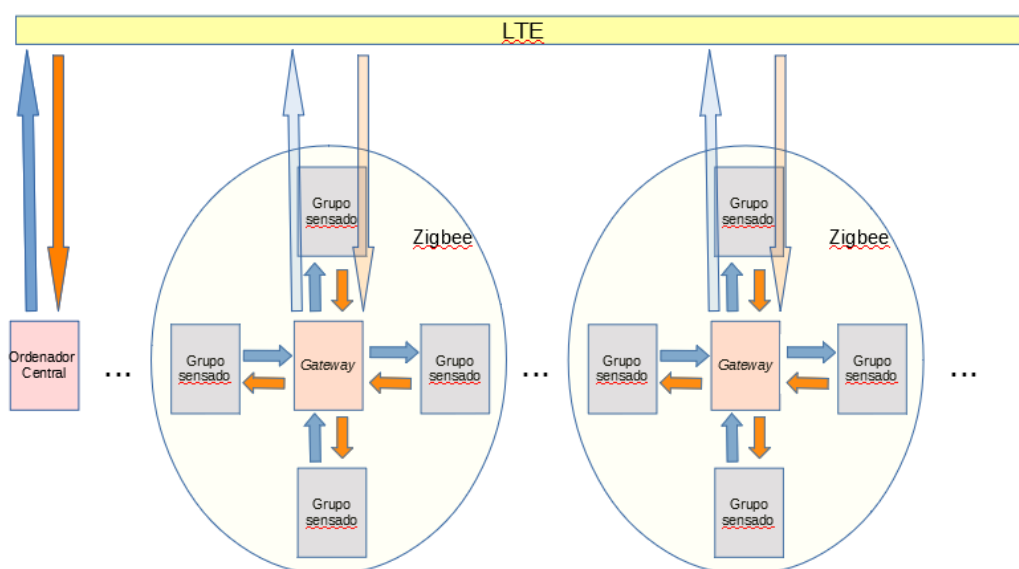 LTE
Grupo
sensado
Zigbee
Grupo
sensado
Zigbee
Ordenador
Central
...
Grupo
sensado
Gateway
Grupo
sensado
...
Grupo
sensado
Gateway
Grupo
sensado
...
Grupo
sensado
Grupo
sensado